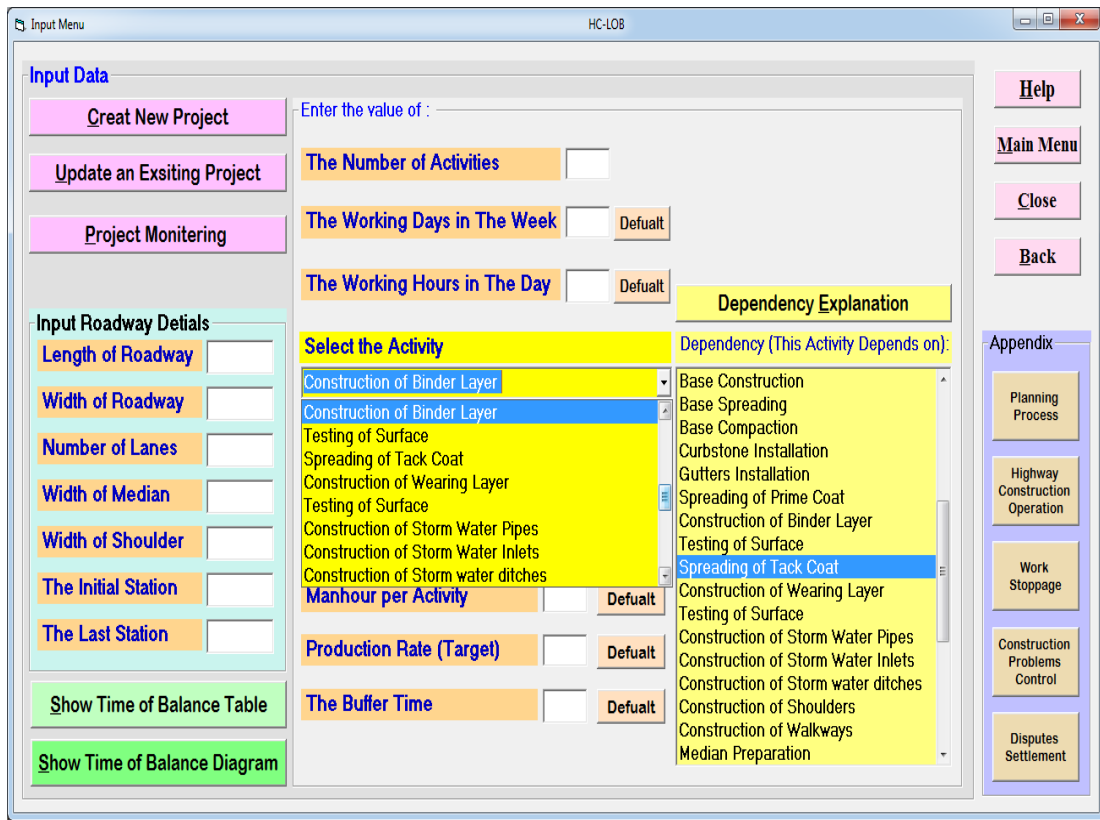 Input Menu
HC-LOB
Input Data
Creat New Project
Update an Exsiting Project
Project Monitering
Input Roadway Detials
Length of Roadway
Width of Roadway
Number of Lanes
Width of Median
Width of Shoulder
The Initial Station
The Last Station
Show Time of Balance Table
Show Time of Balance Diagram
Enter the value of :
The Number of Activities
The Working Days in The Week
Defualt
The Working Hours in The Day
Defualt
Select the Activity
Construction of Binder Layer
Construction of Binder Layer
Testing of Surface
Spreading of Tack Coat
Construction of Wearing Layer
Testing of Surface
Construction of Storm Water Pipes
Construction of Storm Water Inlets
Construction of Storm water ditches
Manhour per Activity
Defualt
Production Rate (Target)
Defualt
The Buffer Time
Defualt
Dependency Explanation
Dependency (This Activity Depends on):
Base Construction
Base Spreading
Base Compaction
Curbstone Installation
Gutters Installation
Spreading of Prime Coat
Construction of Binder Layer
Testing of Surface
Spreading of Tack Coat
Construction of Wearing Layer
Testing of Surface
Construction of Storm Water Pipes
Construction of Storm Water Inlets
Construction of Storm water ditches
Construction of Shoulders
Construction of Walkways
Median Preparation
Help
Main Menu
Close
Back
Appendix
Planning
Process
Highway
Construction
Operation
Work
Stoppage
Construction
Problems
Control
Disputes
Settlement